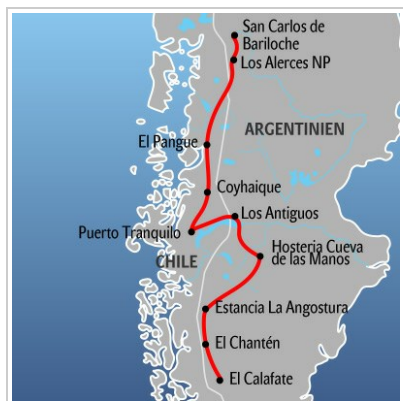 San Carlos de
Bariloche
Los Alerces NP
ARGENTINIEN
El Pangue
Coyhaique
Los Antiguos
Puerto Tranquilo
Hosteria Cueva
de las Manos
CHILE
Estancia La Angostura
El Chantén
El Calafate